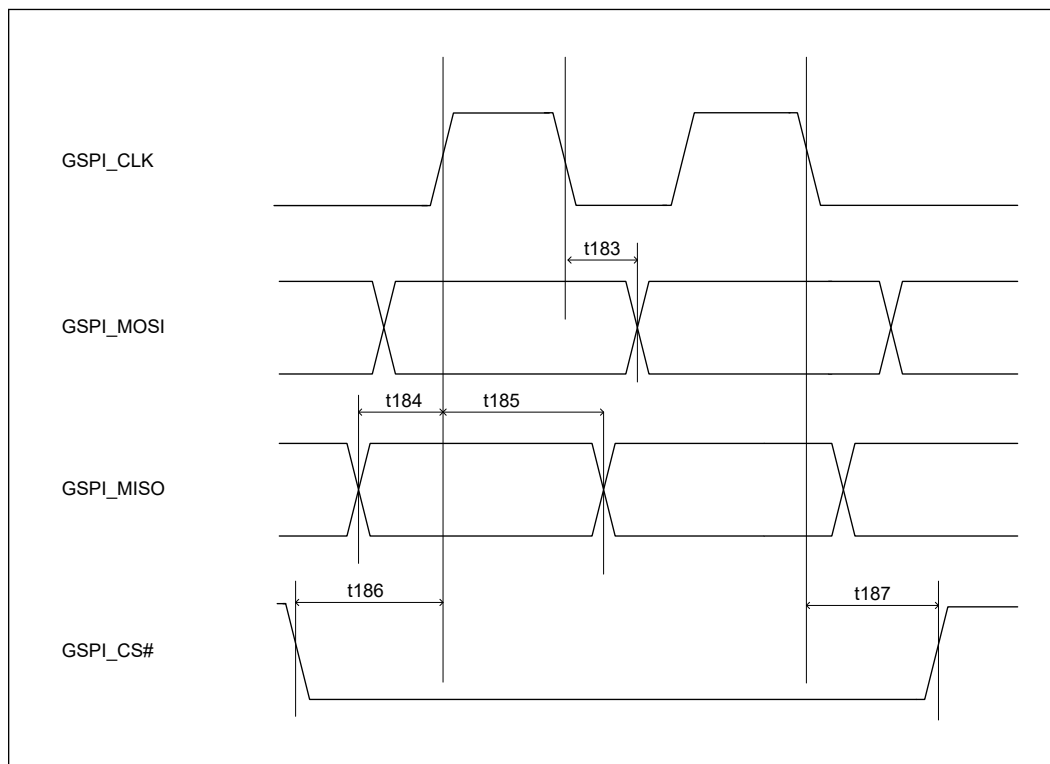 GSPI_CLK
t183
GSPI_MOSI
t184
t185
GSPI_MISO
t186
t187
GSPI_CS#